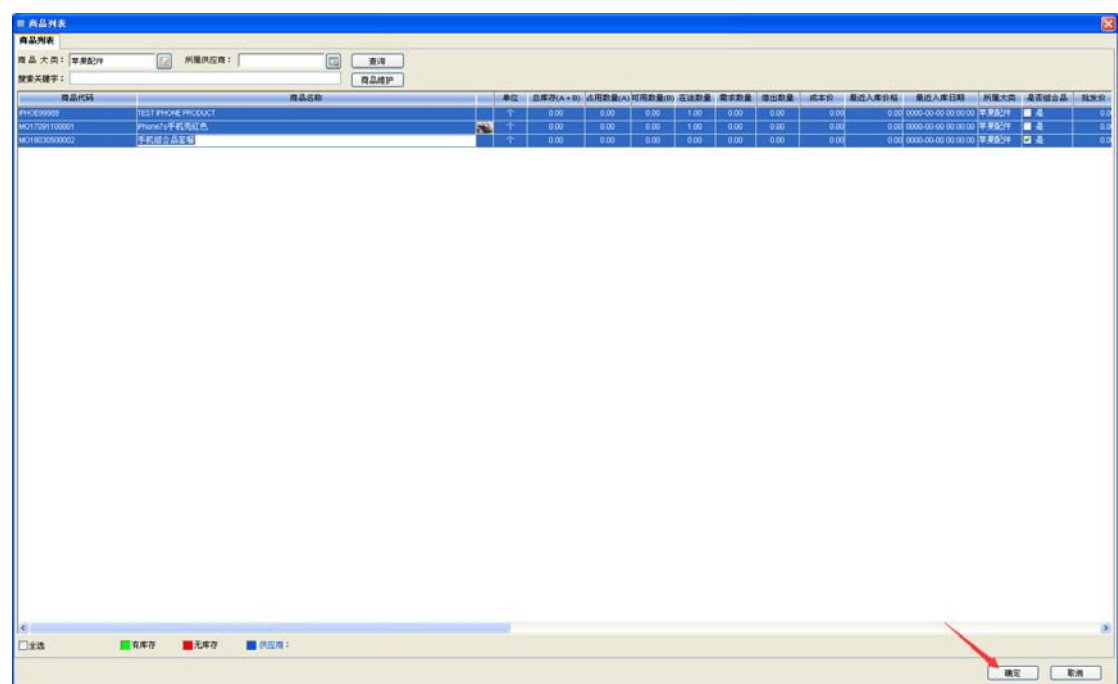 商品列表
商品列表
商 品 大 类： 苹果配件 所属供应商： 查询
搜索关键字： 商品维护
商品代码 商品名称 单位 总库存(A+B) 占用数量(A) 可用数量(B) 在途数量 需求数量 借出数量 成本价 最近入库价格 最近入库日期 所属大类 是否组合品 批发价
IPHOE99999 TEST IPHONE PRODUCT 个 0.00 0.00 0.00 1.00 0.00 0.00 0.00 0.00 0000-00-00 00:00:00 苹果配件 是 0.0
MO17091100001 iPhone7s手机亮红色 个 0.00 0.00 0.00 1.00 0.00 0.00 0.00 0.00 0000-00-00 00:00:00 苹果配件 是 0.0
MO18030500002 手机组合品套餐 个 0.00 0.00 0.00 0.00 0.00 0.00 0.00 0.00 0000-00-00 00:00:00 苹果配件 是 0.0
全选 有库存 无库存 供应商：
确定 取消